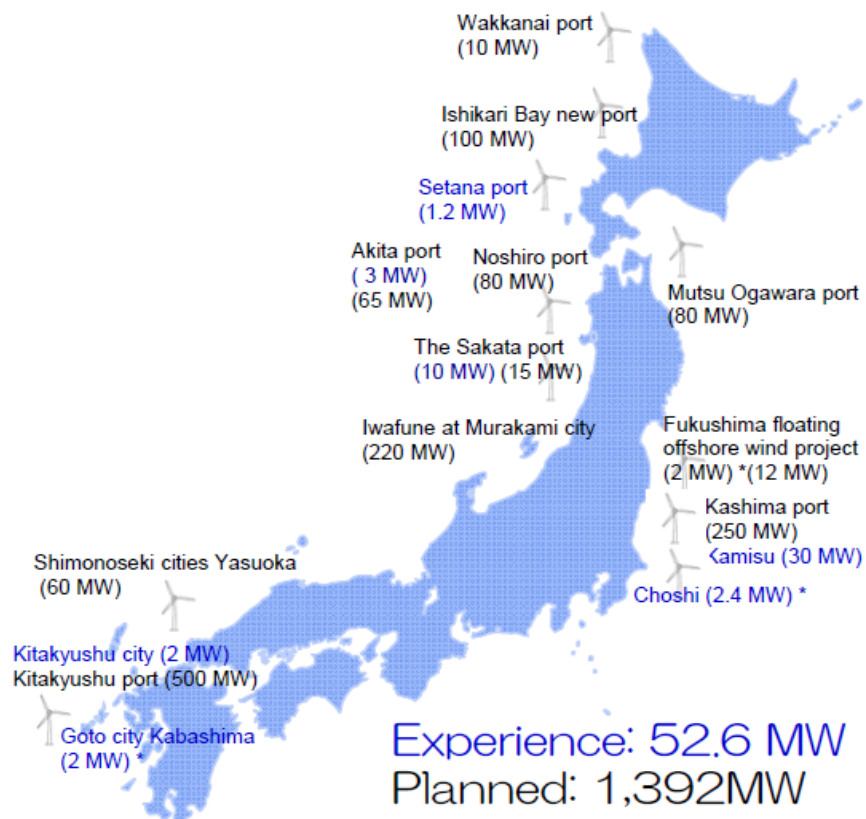 Wakkanai port
(10 MW)
Ishikari Bay new port
(100 MW)
Setana port
(1.2 MW)
Akita port
( 3 MW)
(65 MW)
Noshiro port
(80 MW)
Mutsu Ogawara port
(80 MW)
The Sakata port
(10 MW) (15 MW)
Iwafune at Murakami city
(220 MW)
Fukushima floating
offshore wind project
(2 MW) *(12 MW)
Kashima port
(250 MW)
Kamisu (30 MW)
Choshi (2.4 MW) *
Shimonoseki cities Yasuoka
(60 MW)
Kitakyushu city (2 MW)
Kitakyushu port (500 MW)
Goto city Kabashima
(2 MW) *
Experience: 52.6 MW
Planned: 1,392MW